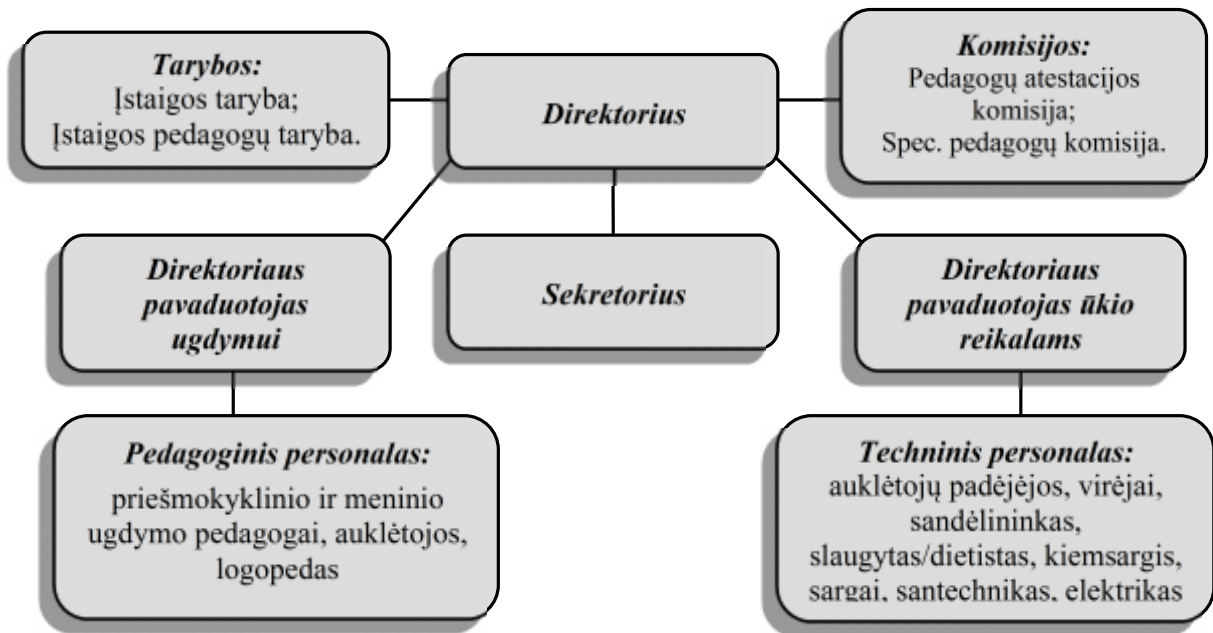 Tarybos:
Įstaigos taryba;
Įstaigos pedagogų taryba.
Direktorius
Komisijos:
Pedagogų atestacijos
komisija;
Spec. pedagogų komisija.
Direktoriaus
pavaduotojas
ugdymui
Sekretorius
Direktoriaus
pavaduotojas ūkio
reikalams
Pedagoginis personalas:
priešmokyklinio ir meninio
ugdymo pedagogai, auklėtojos,
logopedas
Techninis personalas:
auklėtojų padėjėjos, virėjai,
sandėlininkas,
slaugytas/dietistas, kiemsargis,
sargai, santechnikas, elektrikas